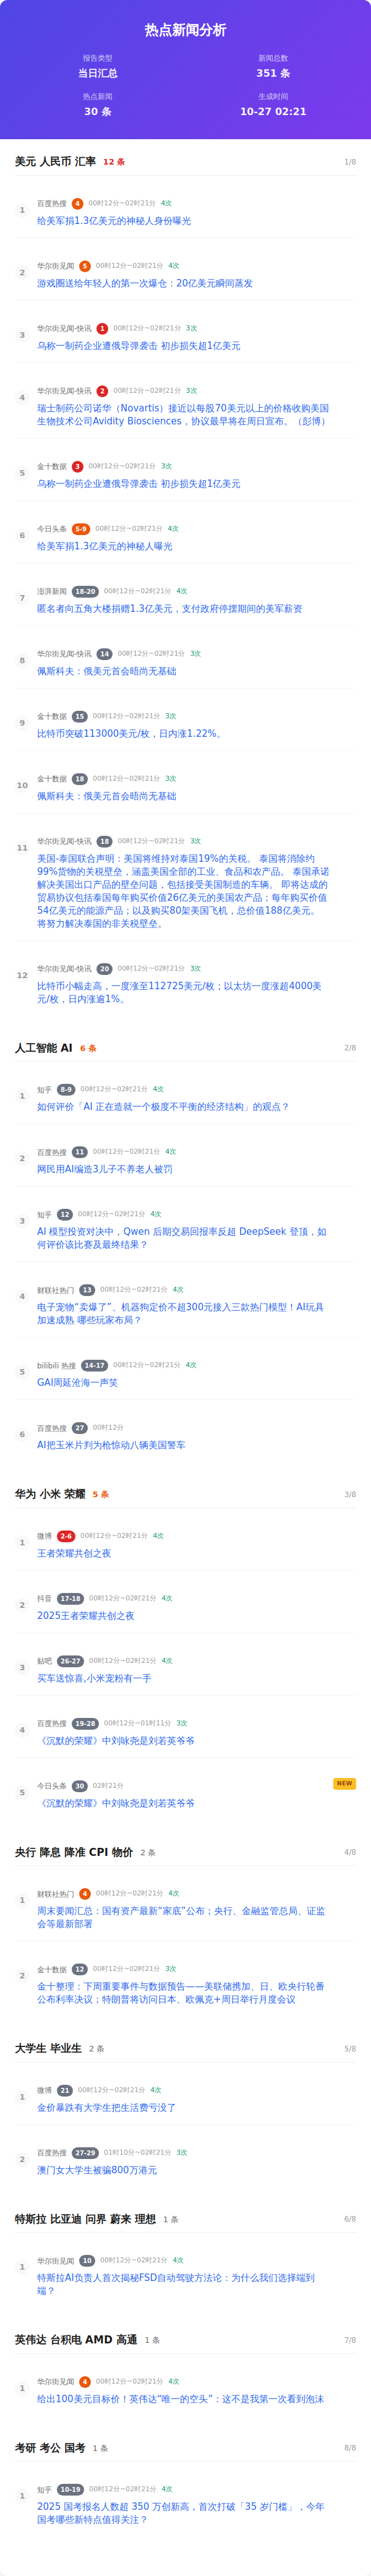 热点新闻分析
报告类型
新闻总数
当日汇总
351 条
热点新闻
生成时间
30 条
10-27 02:21
美元 人民币 汇率 12 条 1/8
1
百度热搜 4 00时12分~02时21分 4次
给美军捐1.3亿美元的神秘人身份曝光
2
华尔街见闻 5 00时12分~02时21分 4次
游戏圈送给年轻人的第一次爆仓：20亿美元瞬间蒸发
3
华尔街见闻-快讯 1 00时12分~02时21分 3次
乌称一制药企业遭俄导弹袭击 初步损失超1亿美元
4
华尔街见闻-快讯 2 00时12分~02时21分 3次
瑞士制药公司诺华（Novartis）接近以每股70美元以上的价格收购美国
生物技术公司Avidity Biosciences，协议最早将在周日宣布。（彭博）
5
金十数据 3 00时12分~02时21分 3次
乌称一制药企业遭俄导弹袭击 初步损失超1亿美元
6
今日头条 5-9 00时12分~02时21分 4次
给美军捐1.3亿美元的神秘人曝光
7
澎湃新闻 18-20 00时12分~02时21分 4次
匿名者向五角大楼捐赠1.3亿美元，支付政府停摆期间的美军薪资
8
华尔街见闻-快讯 14 00时12分~02时21分 3次
佩斯科夫：俄美元首会晤尚无基础
9
金十数据 15 00时12分~02时21分 3次
比特币突破113000美元/枚，日内涨1.22%。
10
金十数据 18 00时12分~02时21分 3次
佩斯科夫：俄美元首会晤尚无基础
11
华尔街见闻-快讯 18 00时12分~02时21分 3次
美国-泰国联合声明：美国将维持对泰国19%的关税。 泰国将消除约
99%货物的关税壁垒，涵盖美国全部的工业、食品和农产品。 泰国承诺
解决美国出口产品的壁垒问题，包括接受美国制造的车辆。 即将达成的
贸易协议包括泰国每年购买价值26亿美元的美国农产品；每年购买价值
54亿美元的能源产品；以及购买80架美国飞机，总价值188亿美元。 泰国
将努力解决泰国的非关税壁垒。
12
华尔街见闻-快讯 20 00时12分~02时21分 3次
比特币小幅走高，一度涨至112725美元/枚；以太坊一度涨超4000美
元/枚，日内涨逾1%。
人工智能 AI 6 条 2/8
1
知乎 8-9 00时12分~02时21分 4次
如何评价「AI 正在造就一个极度不平衡的经济结构」的观点？
2
百度热搜 11 00时12分~02时21分 4次
网民用AI编造3儿子不养老人被罚
3
知乎 12 00时12分~02时21分 4次
AI 模型投资对决中，Qwen 后期交易回报率反超 DeepSeek 登顶，如
何评价该比赛及最终结果？
4
财联社热门 13 00时12分~02时21分 4次
电子宠物“卖爆了”、机器狗定价不超300元接入三款热门模型！AI玩具
加速成熟 哪些玩家布局？
5
bilibili 热搜 14-17 00时12分~02时21分 4次
GAI周延沧海一声笑
6
百度热搜 27 00时12分
AI把玉米片判为枪惊动八辆美国警车
华为 小米 荣耀 5 条 3/8
1
微博 2-6 00时12分~02时21分 4次
王者荣耀共创之夜
2
抖音 17-18 00时12分~02时21分 4次
2025王者荣耀共创之夜
3
贴吧 26-27 00时12分~02时21分 4次
买车送惊喜,小米宠粉有一手
4
百度热搜 19-28 00时12分~01时11分 3次
《沉默的荣耀》中刘咏尧是刘若英爷爷
5
今日头条 30 02时21分 NEW
《沉默的荣耀》中刘咏尧是刘若英爷爷
央行 降息 降准 CPI 物价 2 条 4/8
1
财联社热门 4 00时12分~02时21分 4次
周末要闻汇总：国有资产最新“家底”公布；央行、金融监管总局、证监
会等最新部署
2
金十数据 12 00时12分~02时21分 3次
金十整理：下周重要事件与数据预告——美联储携加、日、欧央行轮番
公布利率决议；特朗普将访问日本、欧佩克+周日举行月度会议
大学生 毕业生 2 条 5/8
1
微博 21 00时12分~02时21分 4次
金价暴跌有大学生把生活费亏没了
2
百度热搜 27-29 01时10分~02时21分 3次
澳门女大学生被骗800万港元
特斯拉 比亚迪 问界 蔚来 理想 1 条 6/8
1
华尔街见闻 10 00时12分~02时21分 4次
特斯拉AI负责人首次揭秘FSD自动驾驶方法论：为什么我们选择端到
端？
英伟达 台积电 AMD 高通 1 条 7/8
1
华尔街见闻 4 00时12分~02时21分 4次
给出100美元目标价！英伟达“唯一的空头”：这不是我第一次看到泡沫
考研 考公 国考 1 条 8/8
1
知乎 10-19 00时12分~02时21分 4次
2025 国考报名人数超 350 万创新高，首次打破「35 岁门槛」，今年
国考哪些新特点值得关注？